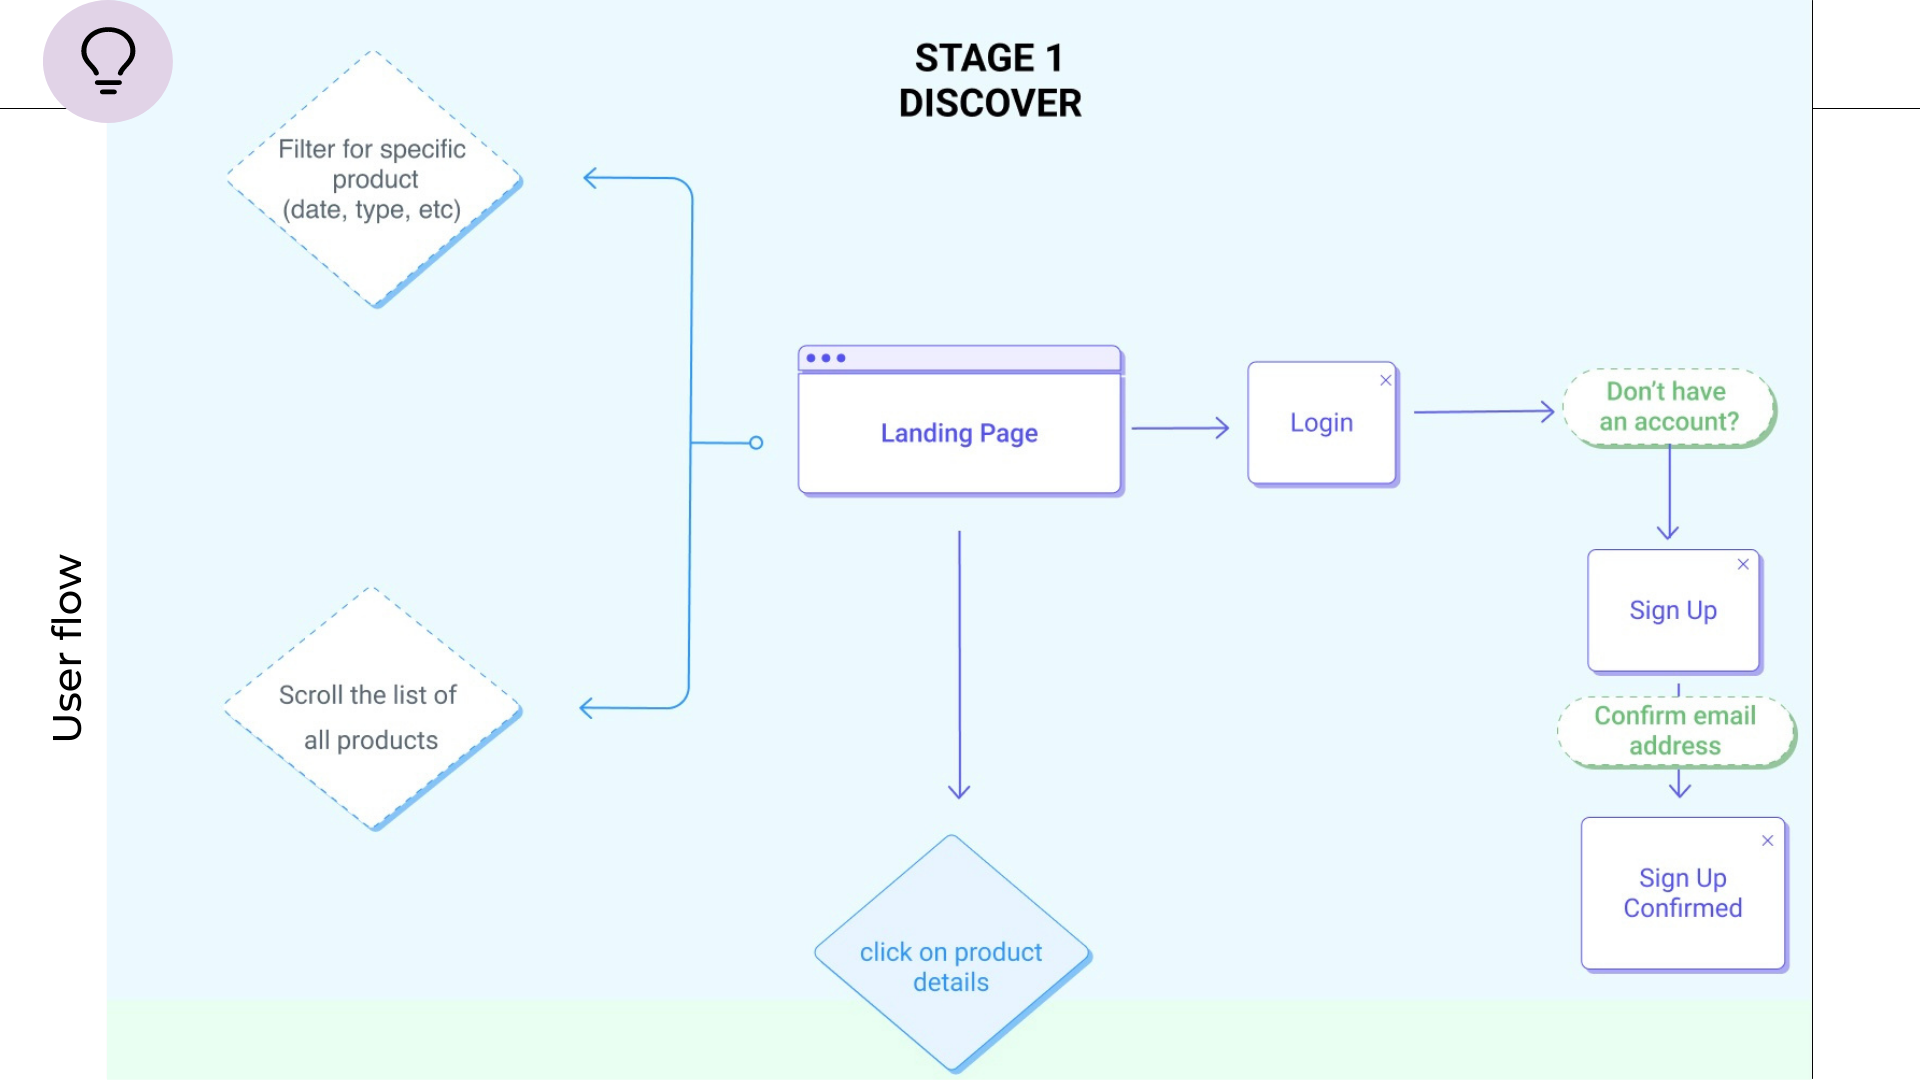 STAGE 1
DISCOVER
Filter for specific
product
(date, type, etc)
Landing Page
Login
Don’t have
an account?
Sign Up
Confirm email
address
Sign Up
Confirmed
Scroll the list of
all products
click on product
details
User flow